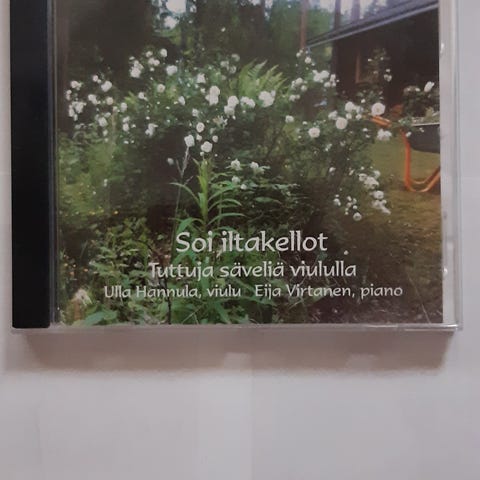 Soi iltakellot
Tuttuja säveliä viululla
Ulla Hannula, viulu Eija Virtanen, piano